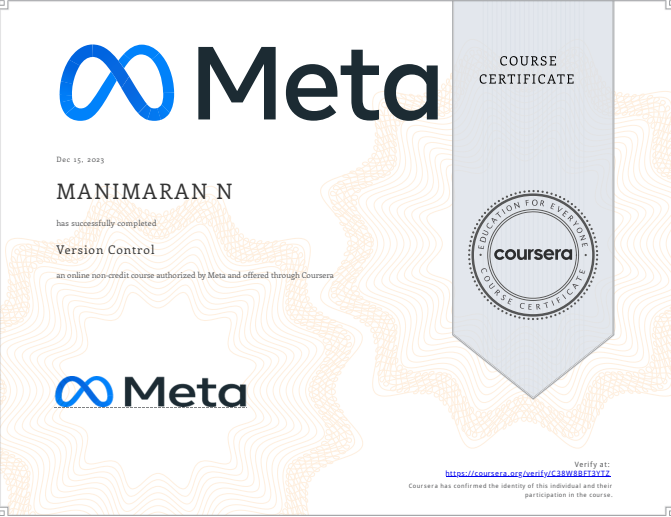 Meta
COURSE
CERTIFICATE
Dec 15, 2023
MANIMARAN N
has successfully completed
Version Control
an online non-credit course authorized by Meta and offered through Coursera
EDUCATION FOR EVERYONE
coursera
COURSE CERTIFICATE
Meta
Verify at:
https://coursera.org/verify/C38W8BFT3YTZ
Coursera has confirmed the identity of this individual and their
participation in the course.